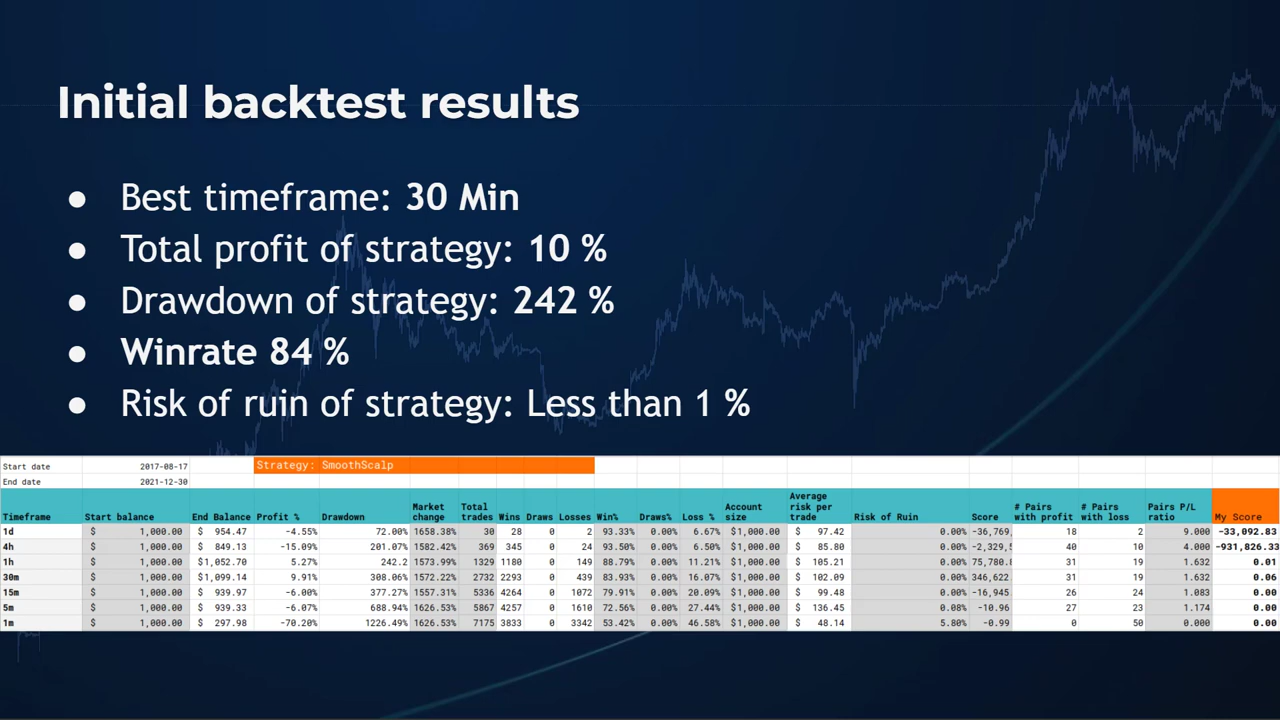 Initial backtest results
● Best timeframe: 30 Min
● Total profit of strategy: 10 %
● Drawdown of strategy: 242 %
● Winrate 84 %
● Risk of ruin of strategy: Less than 1 %
Start date 2017-08-17 Strategy: SmoothScalp
End date 2021-12-30
Timeframe Start balance End Balance Profit % Drawdown Market change Total trades Wins Draws Losses Win% Draws% Loss % Account size Average risk per trade Risk of Ruin Score # Pairs with profit # Pairs with loss Pairs P/L ratio My Score
1d $ 1,000.00 $ 954.47 -4.55% 72.00% 1658.38% 30 28 0 2 93.33% 0.00% 6.67% $1,000.00 $ 97.42 0.00% -36,769. 18 2 9.000 -33,092.83
4h $ 1,000.00 $ 849.13 -15.09% 201.07% 1582.42% 369 345 0 24 93.50% 0.00% 6.50% $1,000.00 $ 85.80 0.00% -2,329,5 40 10 4.000 -931,826.33
1h $ 1,000.00 $1,052.70 5.27% 242.2 1573.99% 1329 1180 0 149 88.79% 0.00% 11.21% $1,000.00 $ 105.21 0.00% 75,780.8 31 19 1.632 0.01
30m $ 1,000.00 $1,099.14 9.91% 308.06% 1572.22% 2732 2293 0 439 83.93% 0.00% 16.07% $1,000.00 $ 102.09 0.00% 346,622 31 19 1.632 0.06
15m $ 1,000.00 $ 939.97 -6.00% 377.27% 1557.31% 5336 4264 0 1072 79.91% 0.00% 20.09% $1,000.00 $ 99.48 0.00% -16,945 26 24 1.083 0.00
5m $ 1,000.00 $ 939.33 -6.07% 688.94% 1626.53% 5867 4257 0 1610 72.56% 0.00% 27.44% $1,000.00 $ 136.45 0.08% -10.96 27 23 1.174 0.00
1m $ 1,000.00 $ 297.98 -70.20% 1226.49% 1626.53% 7175 3833 0 3342 53.42% 0.00% 46.58% $1,000.00 $ 48.14 5.80% -0.99 0 50 0.000 0.00